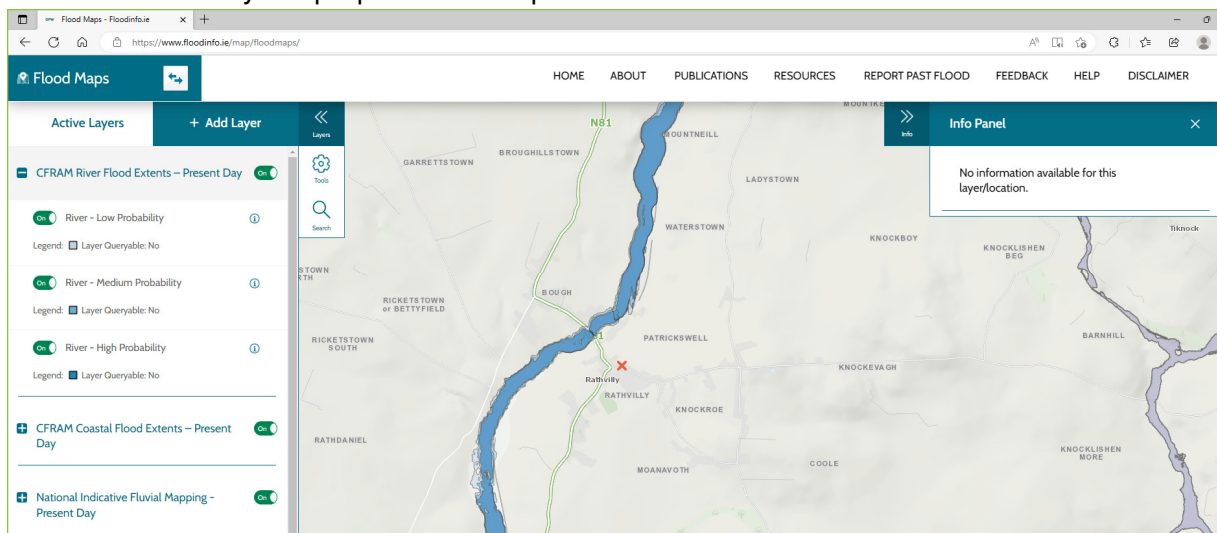 Flood Maps - Floodinfo.ie
https://www.floodinfo.ie/map/floodmaps/
Flood Maps
HOME ABOUT PUBLICATIONS RESOURCES REPORT PAST FLOOD FEEDBACK HELP DISCLAIMER
Active Layers
+ Add Layer
CFRAM River Flood Extents – Present Day
On
On
River - Low Probability
Legend: Layer Queryable: No
On
River - Medium Probability
Legend: Layer Queryable: No
On
River - High Probability
Legend: Layer Queryable: No
CFRAM Coastal Flood Extents – Present
Day
On
National Indicative Fluvial Mapping -
Present Day
On
Layers
Tools
Search
Info
Info Panel
No information available for this
layer/location.
N81
MOUNTNEILL
BROUGHILLSTOWN
GARRETTSTOWN
LADYSTOWN
WATERSTOWN
KNOCKBOY
KNOCKLISHEN
BEG
Tiknock
BOUGH
RICKETSTOWN
or BETTYFIELD
RICKETSTOWN
SOUTH
PATRICKSWELL
BARNHILL
KNOCKEVAGH
Rathvilly
RATHVILLY
KNOCKROE
RATHDANIEL
MOANAVOTH
COOLE
KNOCKLISHEN
MORE